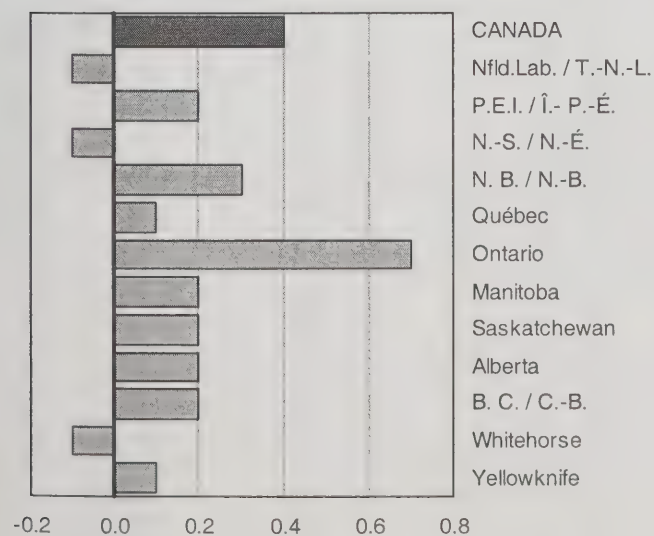 CANADA
Nfld.Lab. / T.-N.-L.
P.E.I. / Î.- P.-É.
N.-S. / N.-É.
N. B. / N.-B.
Québec
Ontario
Manitoba
Saskatchewan
Alberta
B. C. / C.-B.
Whitehorse
Yellowknife
-0.2 0.0 0.2 0.4 0.6 0.8